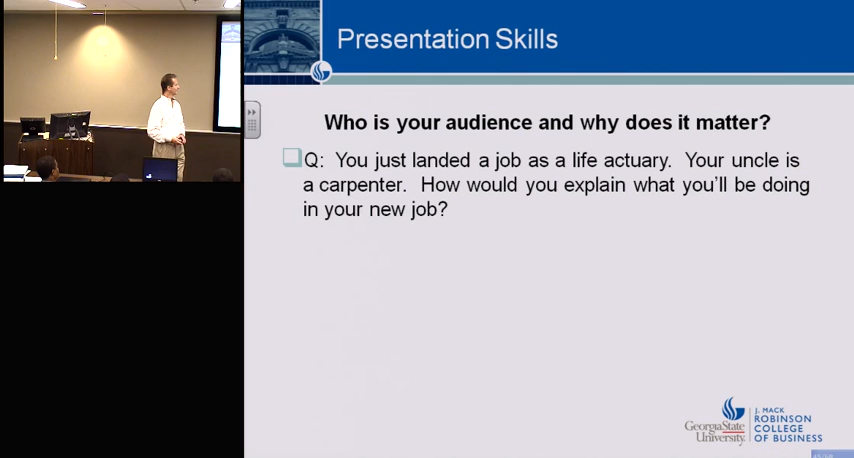 Presentation Skills
Who is your audience and why does it matter?
Q: You just landed a job as a life actuary. Your uncle is
a carpenter. How would you explain what you'll be doing
in your new job?
GeorgiaState
University
J. MACK
ROBINSON
COLLEGE
OF BUSINESS